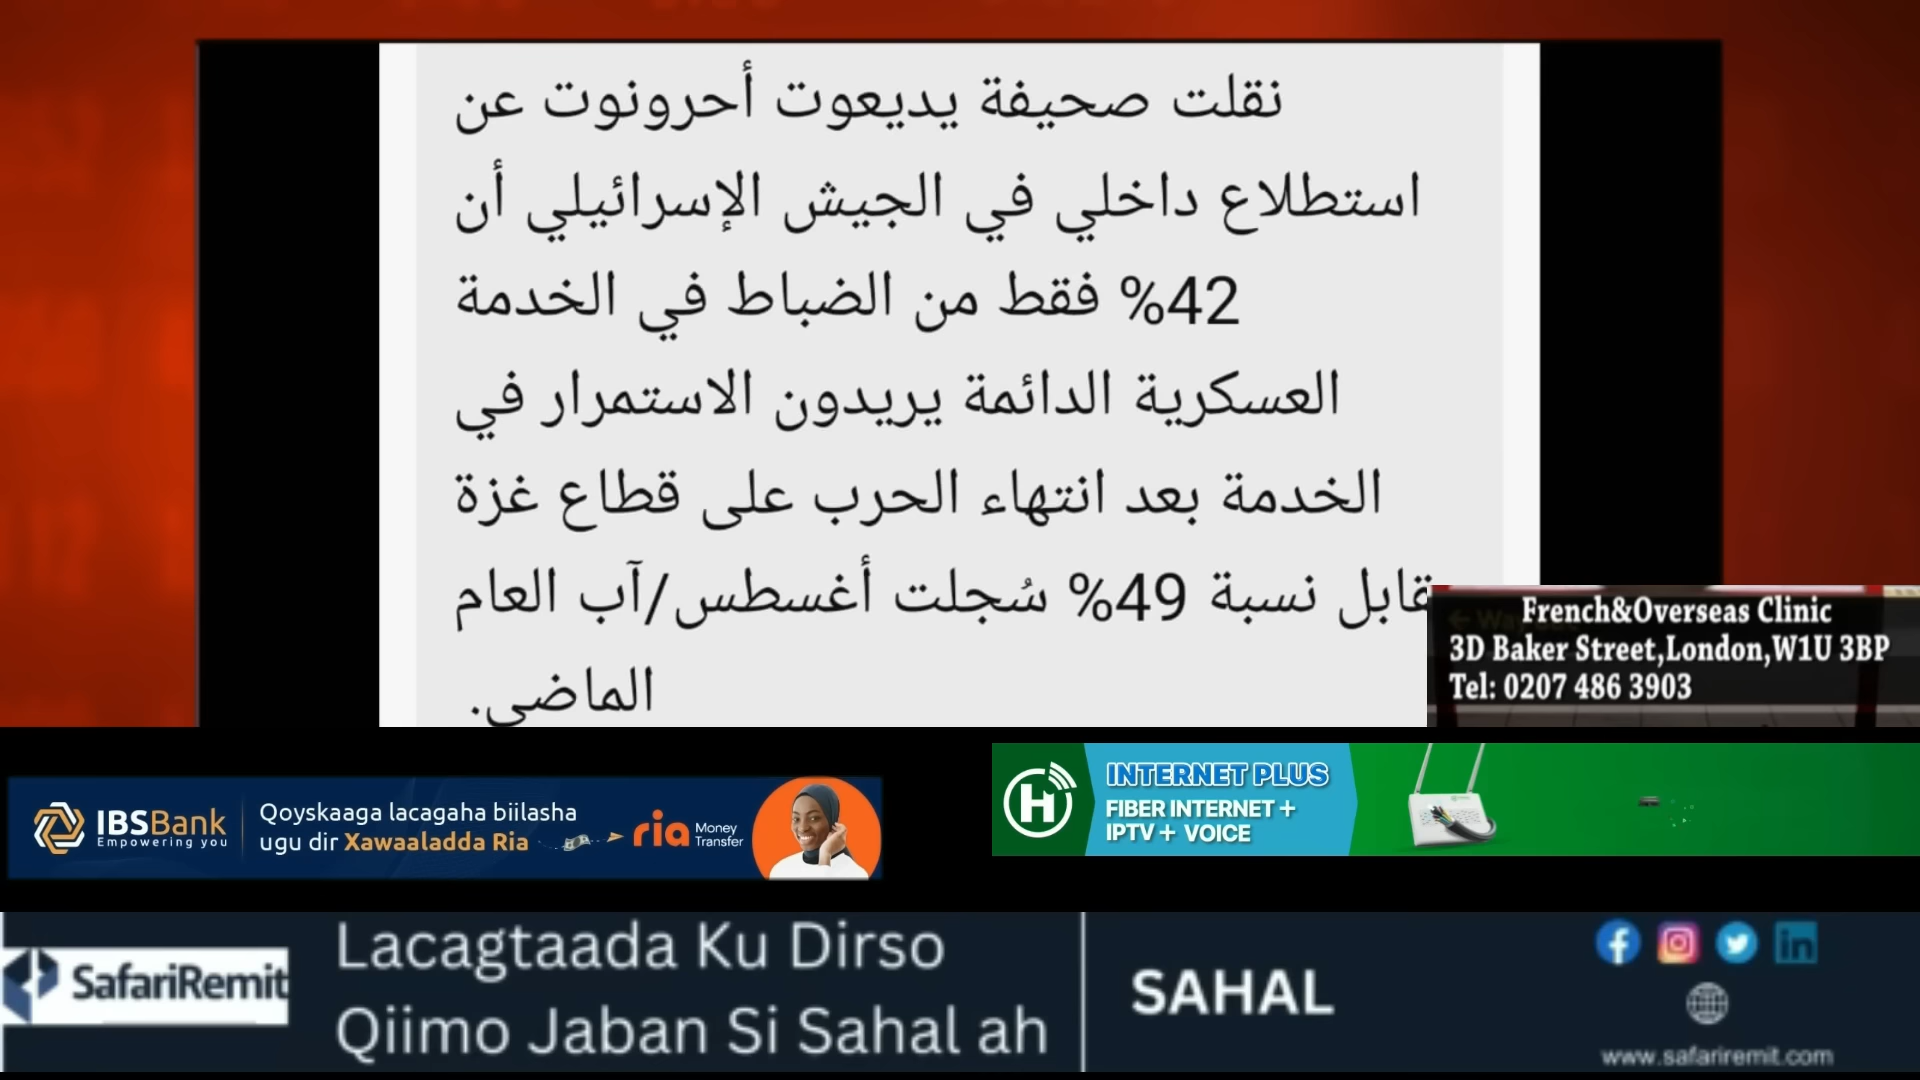 نقلت صحيفة يديعوت أحرونوت عن
استطلاع داخلي في الجيش الإسرائيلي أن
42% فقط من الضباط في الخدمة
العسكرية الدائمة يريدون الاستمرار في
الخدمة بعد انتهاء الحرب على قطاع غزة
قابل نسبة 49% سُجلت أغسطس/آب العام
الماضي.
French&Overseas Clinic
3D Baker Street,London,W1U 3BP
Tel: 0207 486 3903
IBSBank
Empowering you
Qoyskaaga lacagaha biilasha
ugu dir Xawaaladda Ria
ria Money
Transfer
H
INTERNET PLUS
FIBER INTERNET +
IPTV + VOICE
SafariRemit
Lacagtaada Ku Dirso
Qiimo Jaban Si Sahal ah
SAHAL
www.safariremit.com